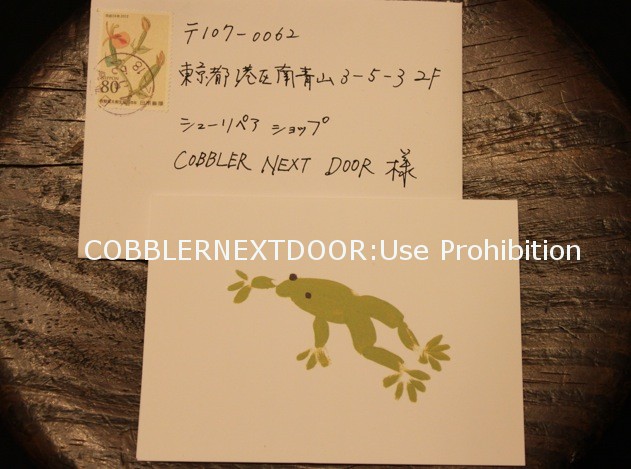 〒107-0062
東京都港区南青山3-5-3 2F
シューリペア ショップ
COBBLER NEXT DOOR 様
80
COBBLERNEXTDOOR:Use Prohibition